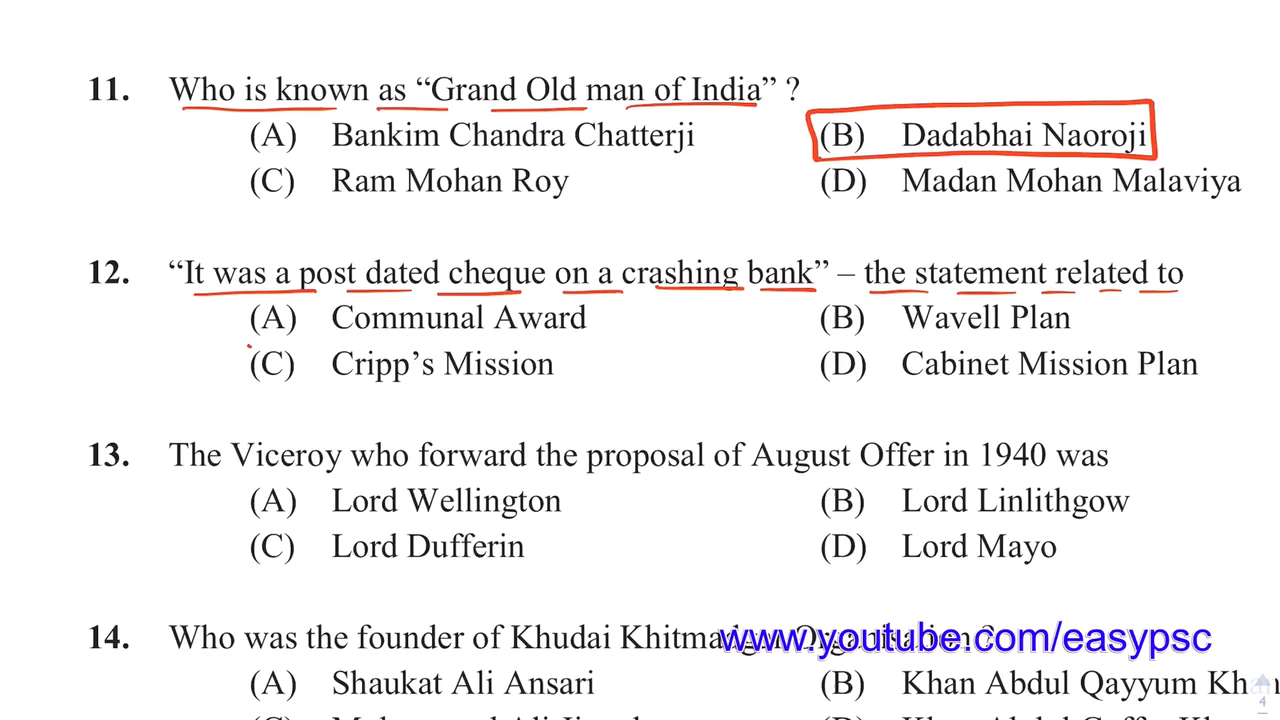 11. Who is known as “Grand Old man of India” ?
(A) Bankim Chandra Chatterji (B) Dadabhai Naoroji
(C) Ram Mohan Roy (D) Madan Mohan Malaviya
12. “It was a post dated cheque on a crashing bank” – the statement related to
(A) Communal Award (B) Wavell Plan
(C) Cripp’s Mission (D) Cabinet Mission Plan
13. The Viceroy who forward the proposal of August Offer in 1940 was
(A) Lord Wellington (B) Lord Linlithgow
(C) Lord Dufferin (D) Lord Mayo
14. Who was the founder of Khudai
www.youtube.com/easypsc
(A) Shaukat Ali Ansari (B) Khan Abdul Qayyum
4